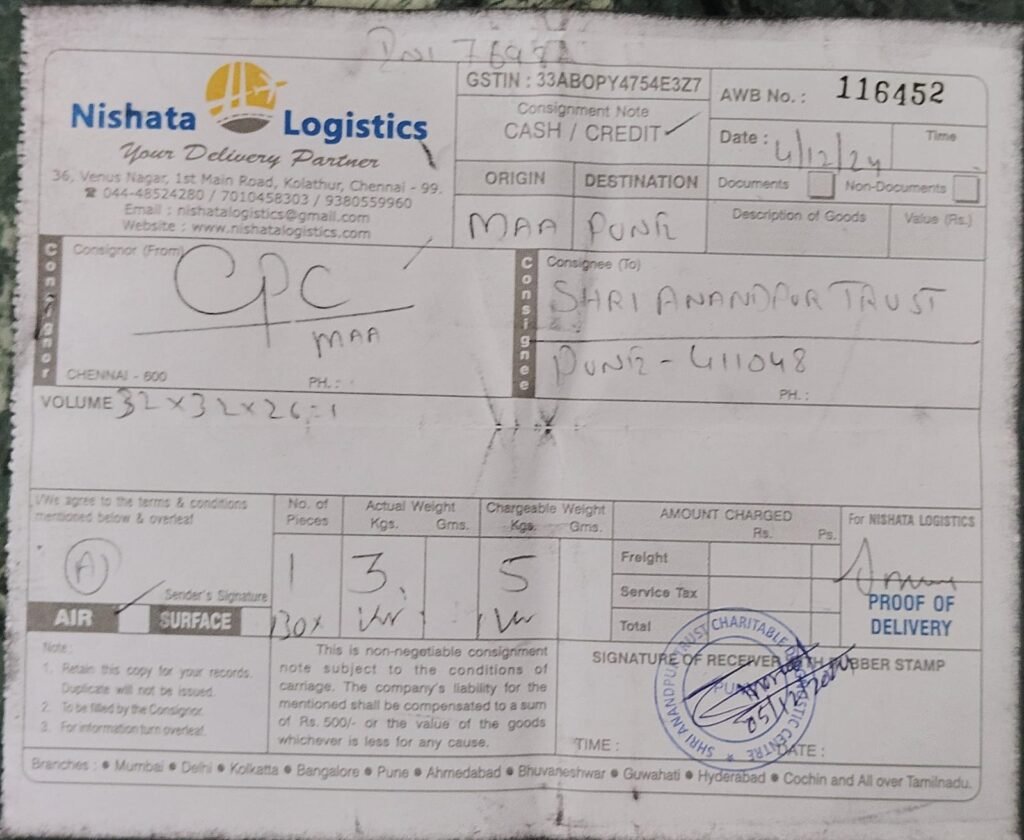 Nishata Logistics
Your Delivery Partner
36, Venus Nagar, 1st Main Road, Kolathur, Chennai - 99.
☎ 044-48524280 / 7010458303 / 9380559960
Email : nishatalogistics@gmail.com
Website : www.nishatalogistics.com
GSTIN : 33ABOPY4754E3Z7
Consignment Note
CASH / CREDIT ✓
AWB No. : 116452
Date : 4/12/24
Time
ORIGIN
DESTINATION
Documents
Non-Documents
MAA
PUNE
Description of Goods
Value (Rs.)
Consignor
Consignor (From)
CPC
MAA
CHENNAI - 600
PH. :
Consignee
Consignee (To)
SHRI ANANDPUR TRUST
PUNE - 411048
PH. :
VOLUME 32 x 32 x 26 = 1
I/We agree to the terms & conditions
mentioned below & overleaf
Sender's Signature
AIR ✓
SURFACE
No. of Pieces
Actual Weight
Kgs. Gms.
Chargeable Weight
Kgs. Gms.
1
3
5
Box
AMOUNT CHARGED
Rs. Ps.
Freight
Service Tax
Total
For NISHATA LOGISTICS
PROOF OF
DELIVERY
Note :
1. Retain this copy for your records.
Duplicate will not be issued.
2. To be filled by the Consignor.
3. For information turn overleaf.
This is non-negotiable consignment
note subject to the conditions of
carriage. The company's liability for the
mentioned shall be compensated to a sum
of Rs. 500/- or the value of the goods
whichever is less for any cause.
SIGNATURE OF RECEIVER WITH RUBBER STAMP
SHRI ANANDPUR TRUST CHARITABLE DIAGNOSTIC CENTRE
PUNE
TIME :
DATE :
Branches : ● Mumbai ● Delhi ● Kolkatta ● Bangalore ● Pune ● Ahmedabad ● Bhuvaneshwar ● Guwahati ● Hyderabad ● Cochin and All over Tamilnadu.